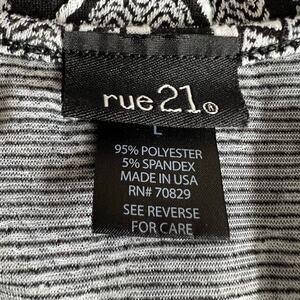 rue21®
L
95% POLYESTER
5% SPANDEX
MADE IN USA
RN# 70829
SEE REVERSE
FOR CARE